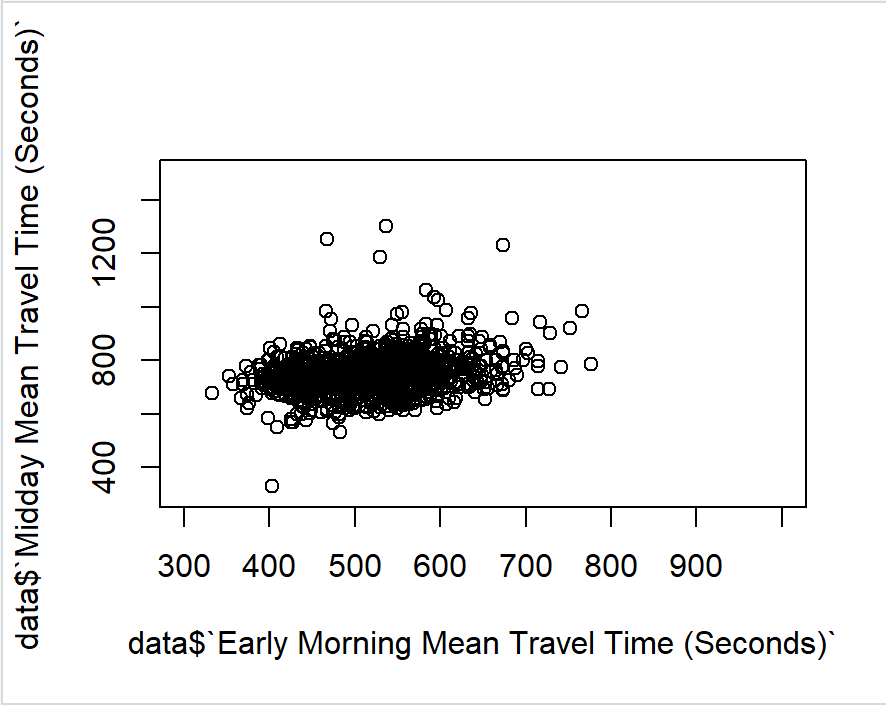 data$`Midday Mean Travel Time (Seconds)`
1200
800
400
300 400 500 600 700 800 900
data$`Early Morning Mean Travel Time (Seconds)`